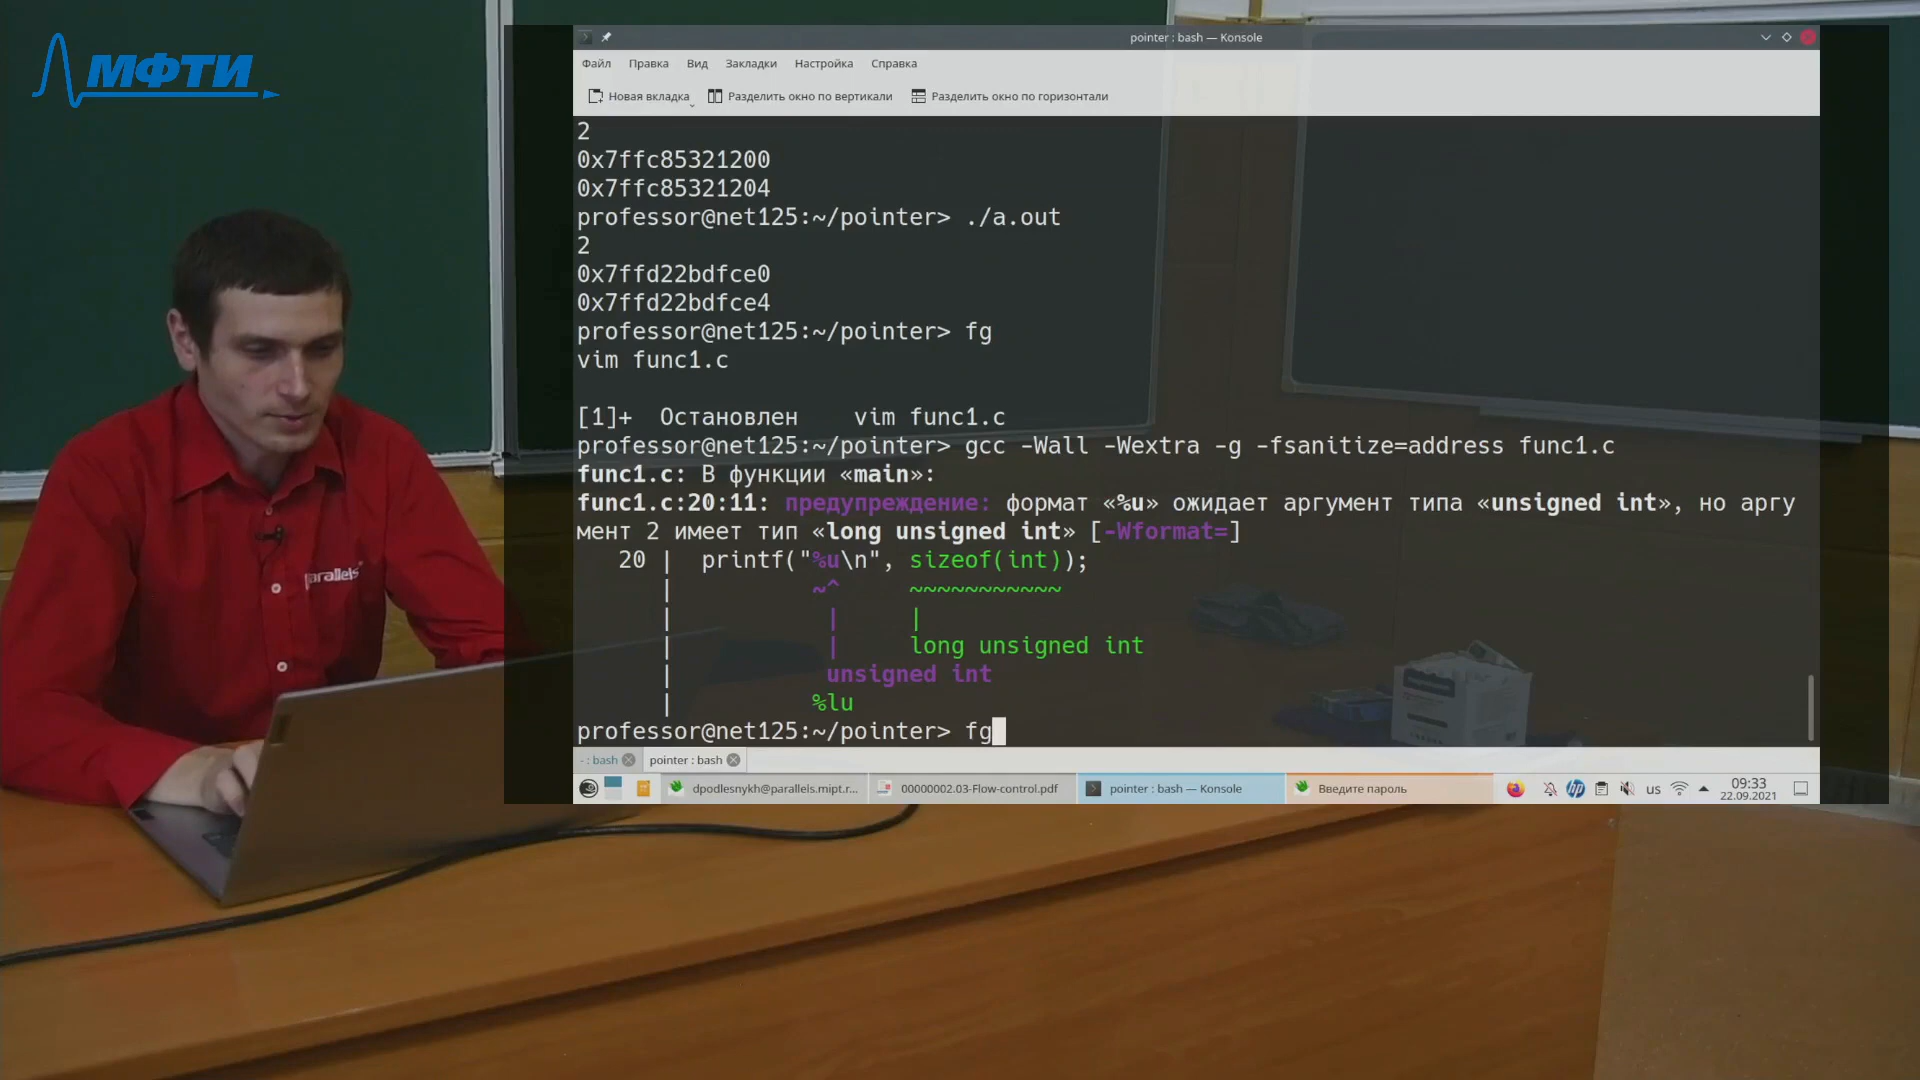 МФТИ
pointer : bash — Konsole
Файл Правка Вид Закладки Настройка Справка
Новая вкладка Разделить окно по вертикали Разделить окно по горизонтали
2
0x7ffc85321200
0x7ffc85321204
professor@net125:~/pointer> ./a.out
2
0x7ffd22bdfce0
0x7ffd22bdfce4
professor@net125:~/pointer> fg
vim func1.c
[1]+ Остановлен vim func1.c
professor@net125:~/pointer> gcc -Wall -Wextra -g -fsanitize=address func1.c
func1.c: В функции «main»:
func1.c:20:11: предупреждение: формат «%u» ожидает аргумент типа «unsigned int», но аргу
мент 2 имеет тип «long unsigned int» [-Wformat=]
20 | printf("%u\n", sizeof(int));
| ~^ ~~~~~~~~~~~
| | |
| | long unsigned int
| unsigned int
| %lu
professor@net125:~/pointer> fg
- : bash pointer : bash
dpodlesnykh@parallels.mipt.r... 00000002.03-Flow-control.pdf pointer : bash — Konsole Введите пароль us 09:33
22.09.2021
parallels